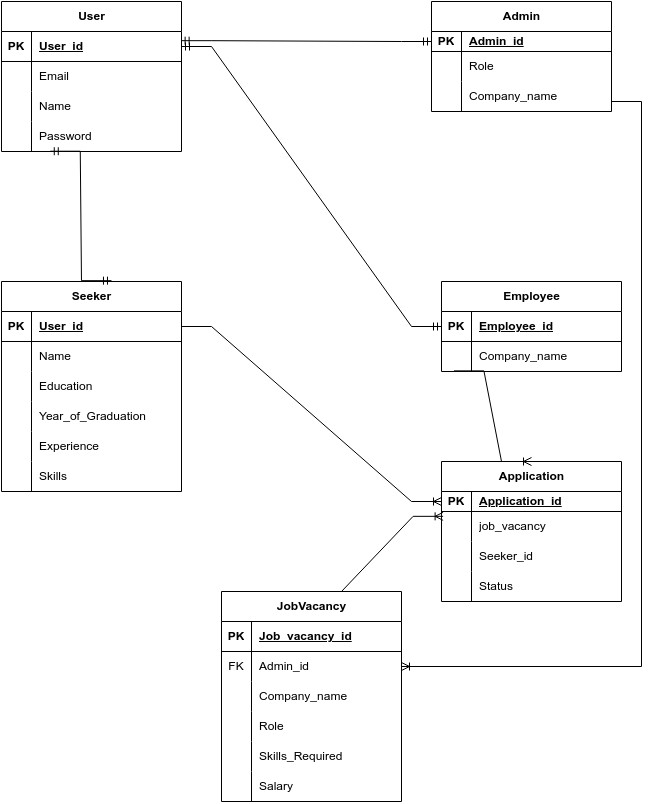 User
PK User_id
Email
Name
Password
Admin
PK Admin_id
Role
Company_name
Seeker
PK User_id
Name
Education
Year_of_Graduation
Experience
Skills
Employee
PK Employee_id
Company_name
Application
PK Application_id
job_vacancy
Seeker_id
Status
JobVacancy
PK Job_vacancy_id
FK Admin_id
Company_name
Role
Skills_Required
Salary